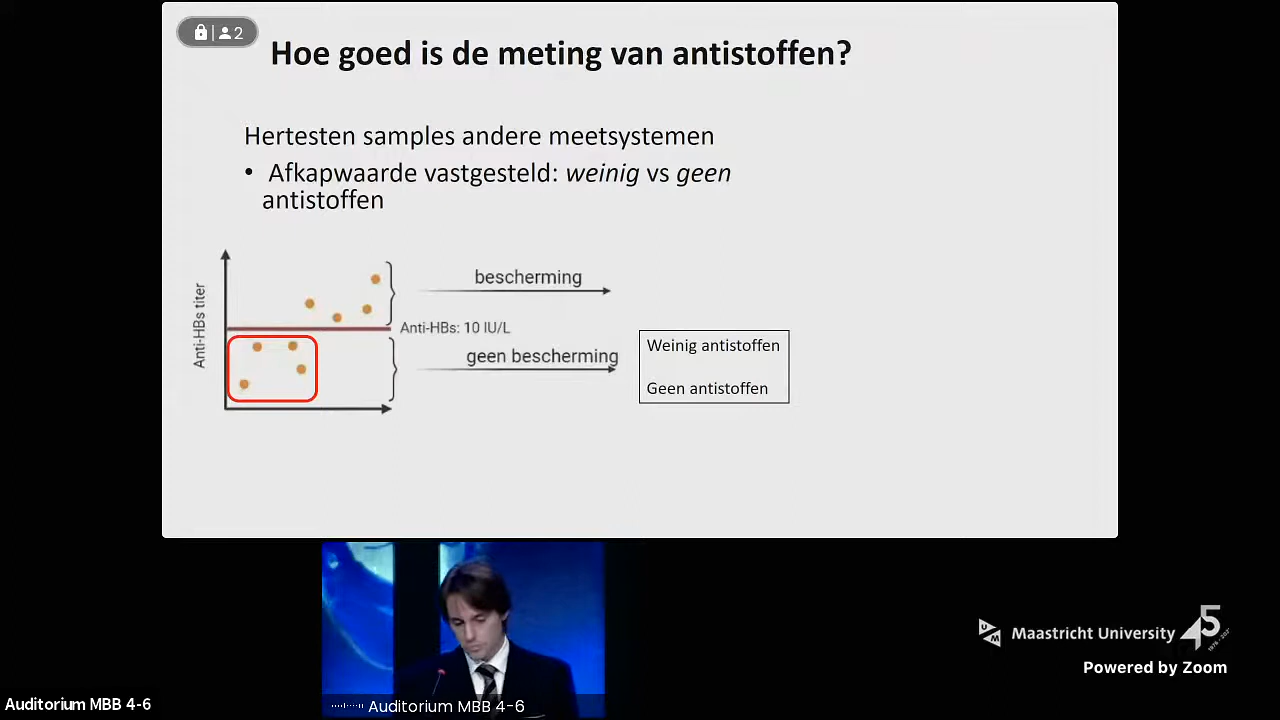 2
Hoe goed is de meting van antistoffen?
Hertesten samples andere meetsystemen
• Afkapwaarde vastgesteld: weinig vs geen
antistoffen
Anti-HBs titer
bescherming
Anti-HBs: 10 IU/L
geen bescherming
Weinig antistoffen
Geen antistoffen
UM Maastricht University 45
Powered by Zoom
Auditorium MBB 4-6
Auditorium MBB 4-6